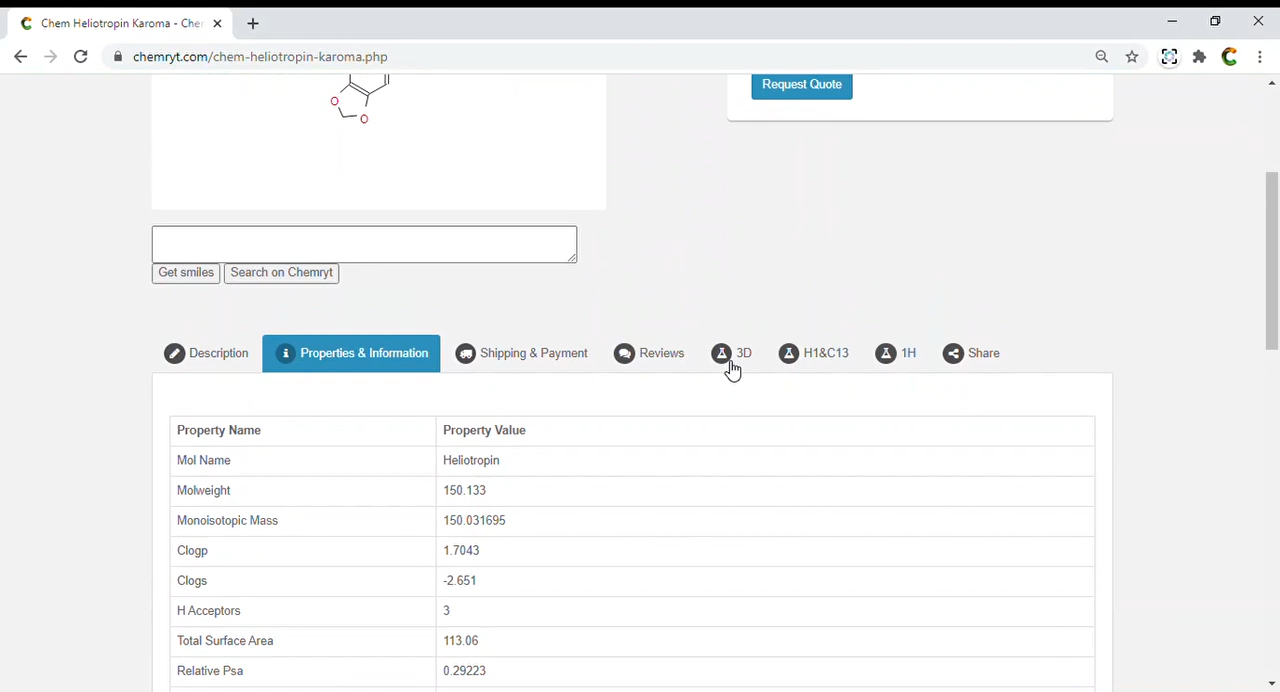 Chem Heliotropin Karoma - Cher
chemryt.com/chem-heliotropin-karoma.php
O
O
Request Quote
Get smiles Search on Chemryt
Description Properties & Information Shipping & Payment Reviews 3D H1&C13 1H Share
Property Name Property Value
Mol Name Heliotropin
Molweight 150.133
Monoisotopic Mass 150.031695
Clogp 1.7043
Clogs -2.651
H Acceptors 3
Total Surface Area 113.06
Relative Psa 0.29223